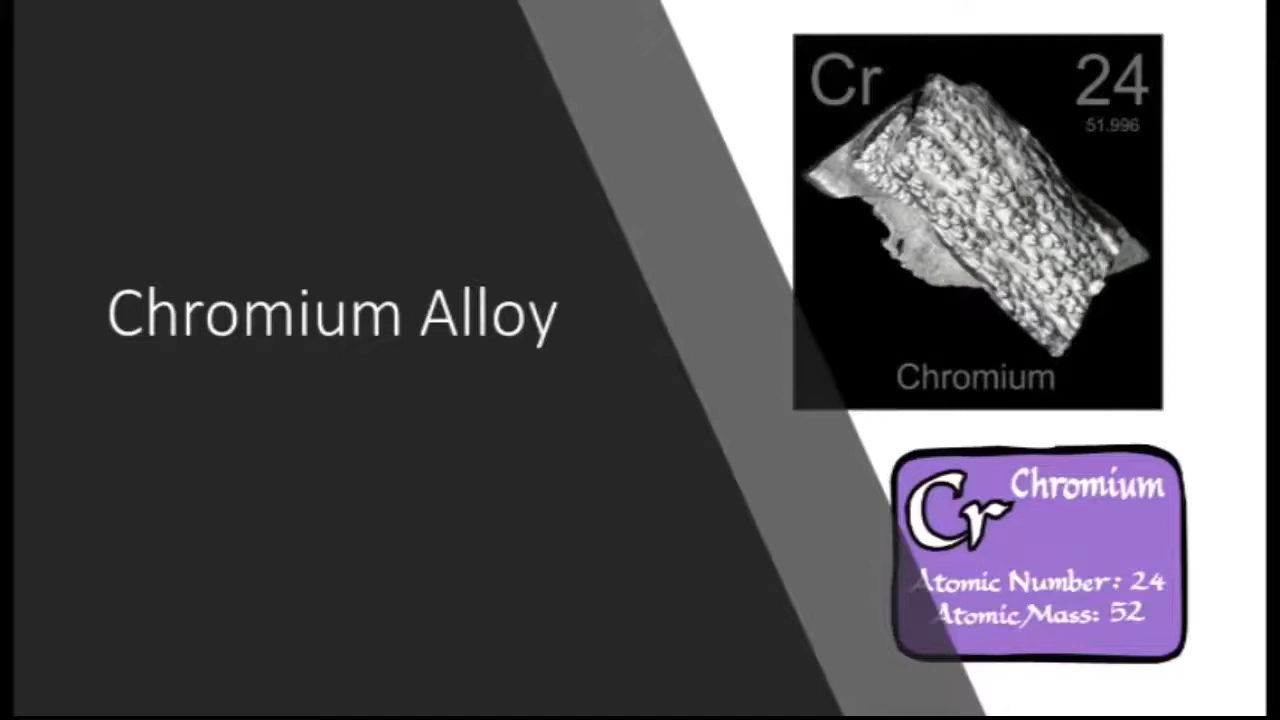 Chromium Alloy
Cr 24
51.996
Chromium
Cr Chromium
Atomic Number: 24
Atomic Mass: 52